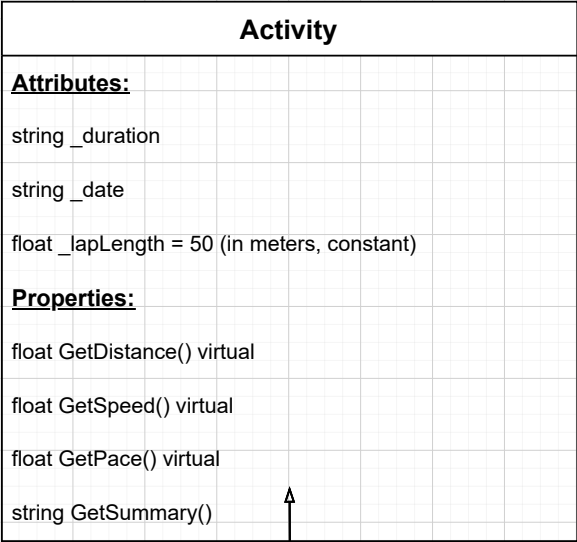 Activity
Attributes:
string _duration
string _date
float _lapLength = 50 (in meters, constant)
Properties:
float GetDistance() virtual
float GetSpeed() virtual
float GetPace() virtual
string GetSummary()